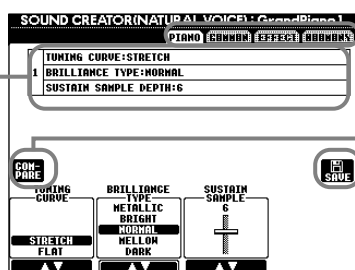 SOUND CREATOR(NATURAL VOICE) : GrandPiano1
PIANO COMMON EFFECT HARMONY
TUNING CURVE:STRETCH
1 BRILLIANCE TYPE:NORMAL
SUSTAIN SAMPLE DEPTH:6
COM-
PARE
SAVE
TUNING
CURVE
STRETCH
FLAT
BRILLIANCE
TYPE
METALLIC
BRIGHT
NORMAL
MELLOW
DARK
SUSTAIN
SAMPLE
6